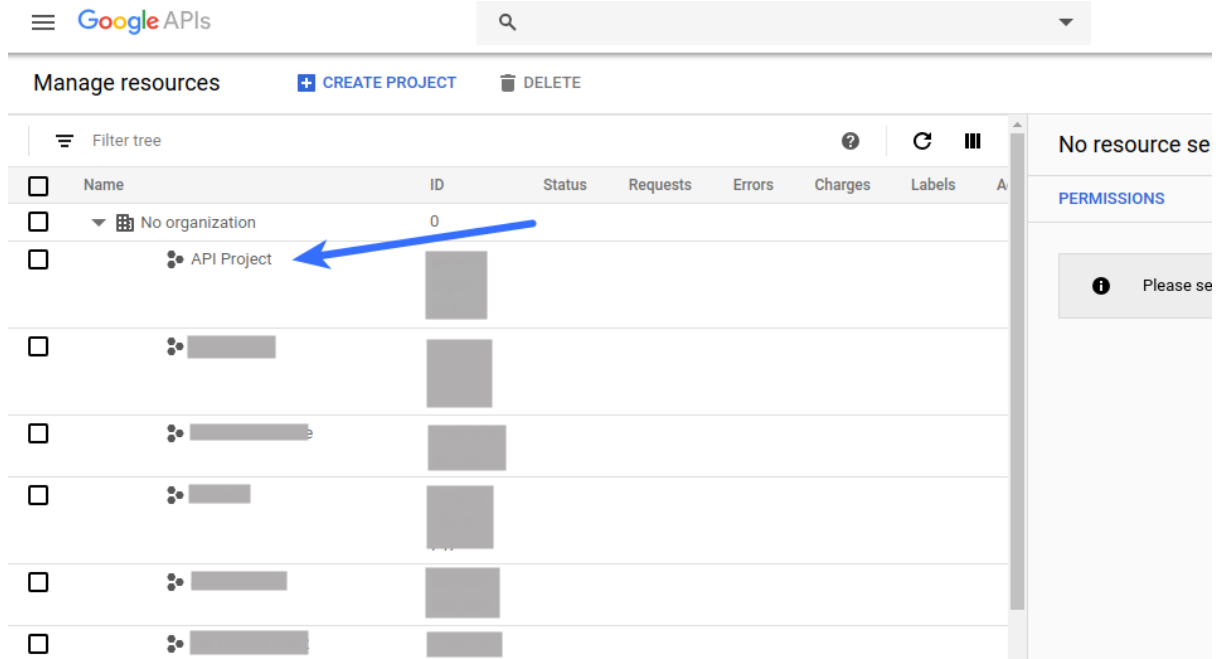 Google APIs
Manage resources CREATE PROJECT DELETE
Filter tree
No resource se
Name ID Status Requests Errors Charges Labels A
PERMISSIONS
No organization 0
API Project
Please se
e